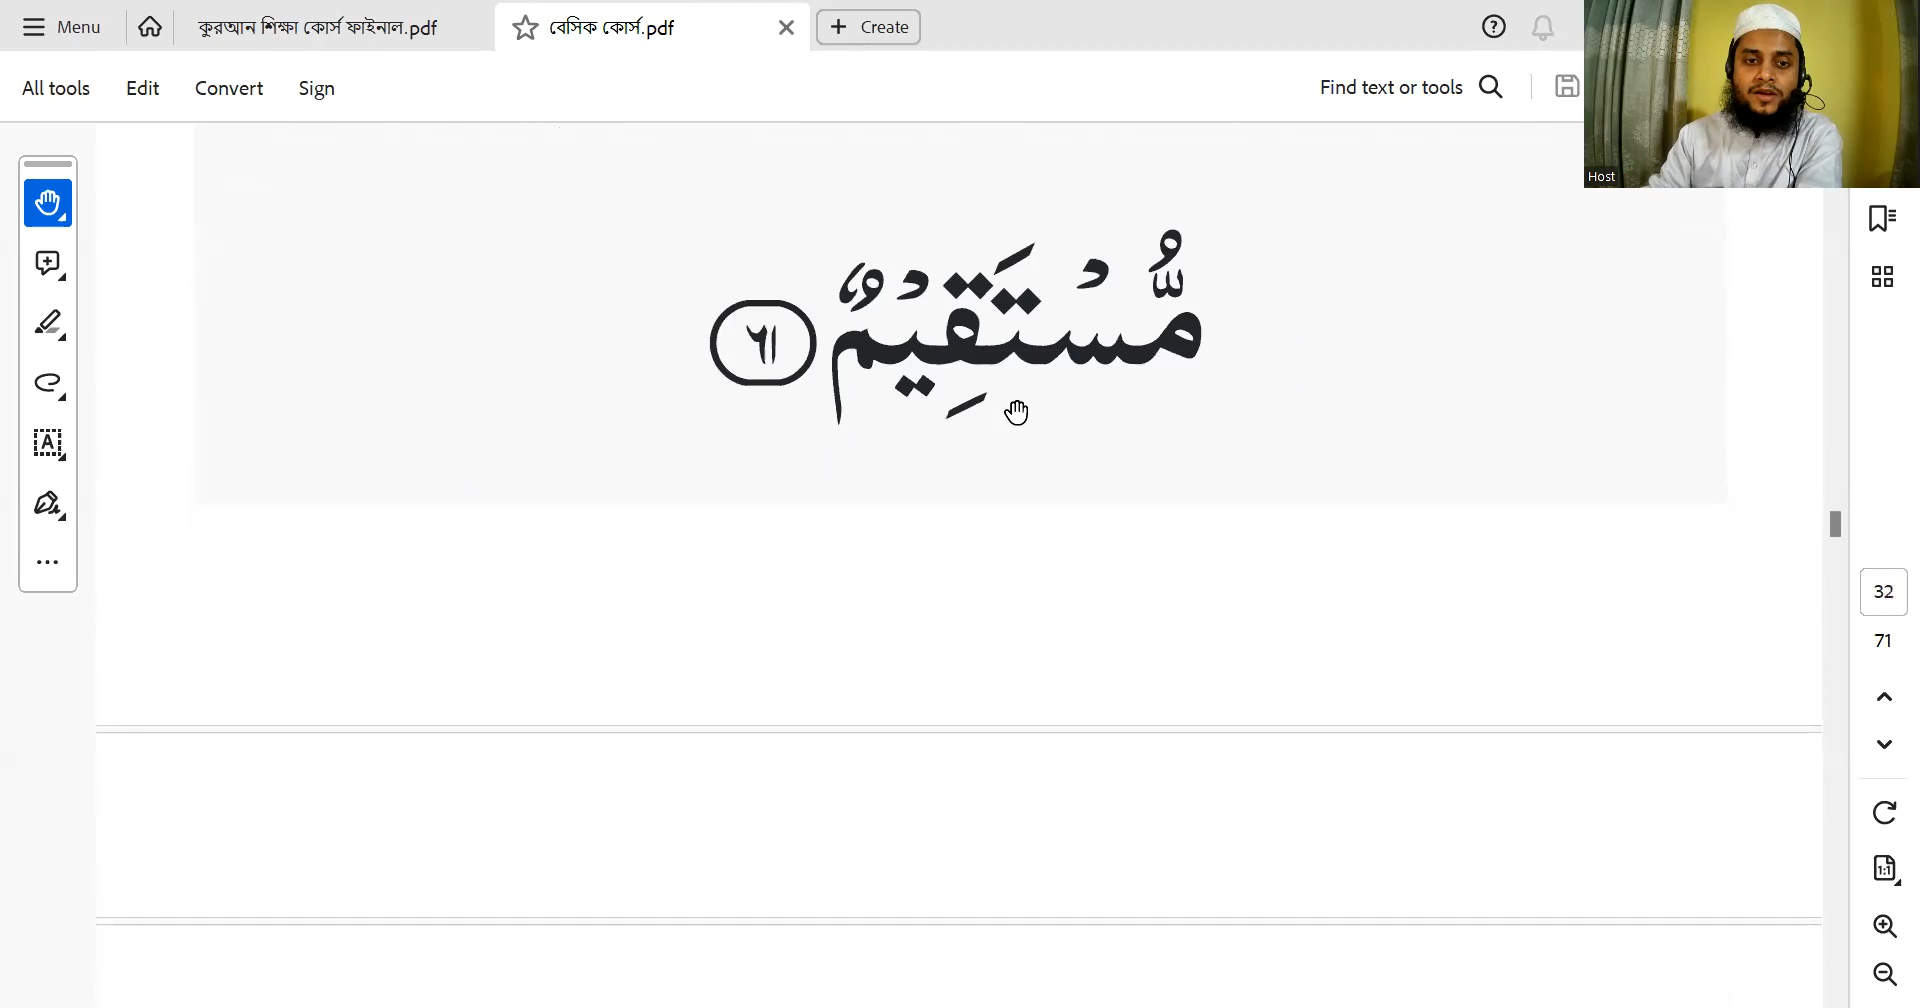 Menu
কুরআন শিক্ষা কোর্স ফাইনাল.pdf
বেসিক কোর্স.pdf
Create
All tools
Edit
Convert
Sign
Find text or tools
Host
مُّسْتَقِيْمٌ ٦١
32
71